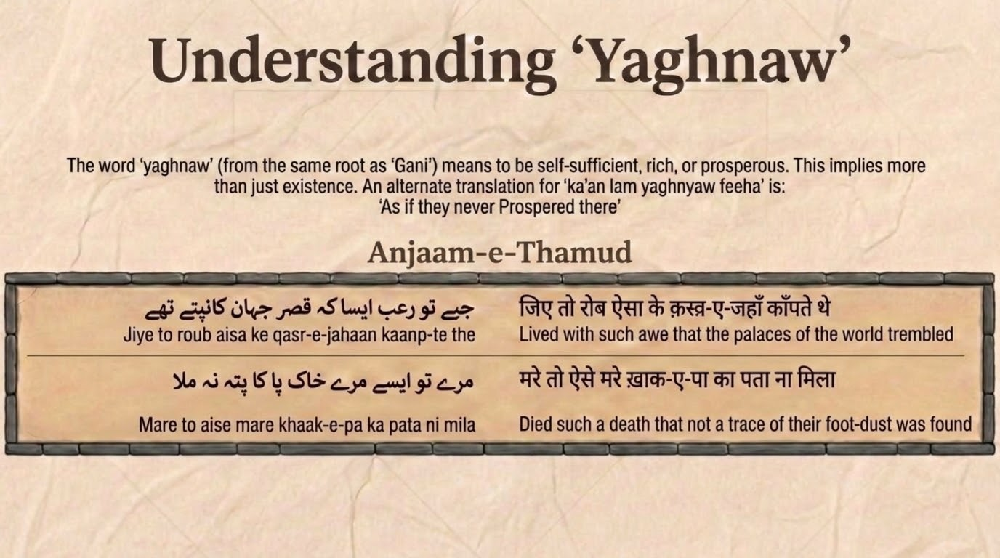 Understanding ‘Yaghnaw’
The word ‘yaghnaw’ (from the same root as ‘Gani’) means to be self-sufficient, rich, or prosperous. This implies more
than just existence. An alternate translation for ‘ka’an lam yaghnyaw feeha’ is:
‘As if they never Prospered there’
Anjaam-e-Thamud
جیے تو رعب ایسا کہ قصر جہان کانپتے تھے
जिए तो रोब ऐसा के क़स्व्र-ए-जहाँ काँपते थे
Jiye to roub aisa ke qasr-e-jahaan kaanp-te the
Lived with such awe that the palaces of the world trembled
مرے تو ایسے مرے خاک پا کا پتہ نہ ملا
मरे तो ऐसे मरे ख़ाक-ए-पा का पता ना मिला
Mare to aise mare khaak-e-pa ka pata ni mila
Died such a death that not a trace of their foot-dust was found